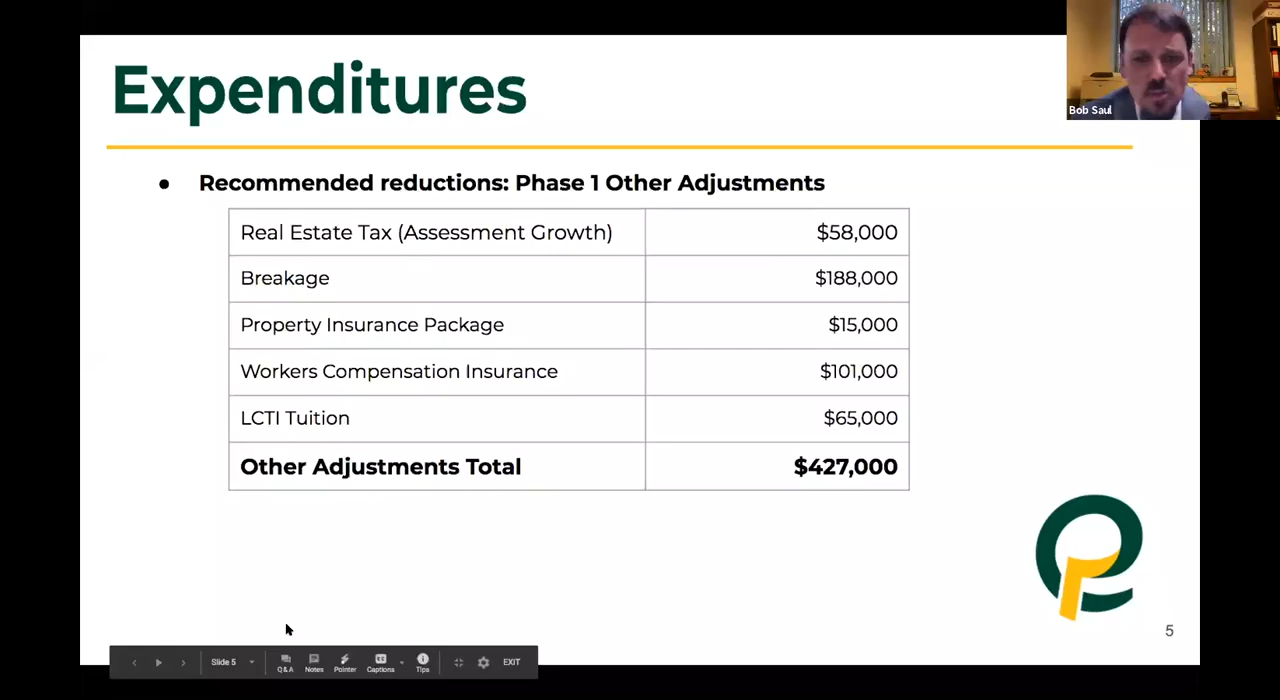 Expenditures
Bob Saul
● Recommended reductions: Phase 1 Other Adjustments
Real Estate Tax (Assessment Growth) $58,000
Breakage $188,000
Property Insurance Package $15,000
Workers Compensation Insurance $101,000
LCTI Tuition $65,000
Other Adjustments Total $427,000
5
Slide 5 Q&A Notes Pointer Captions Tips EXIT